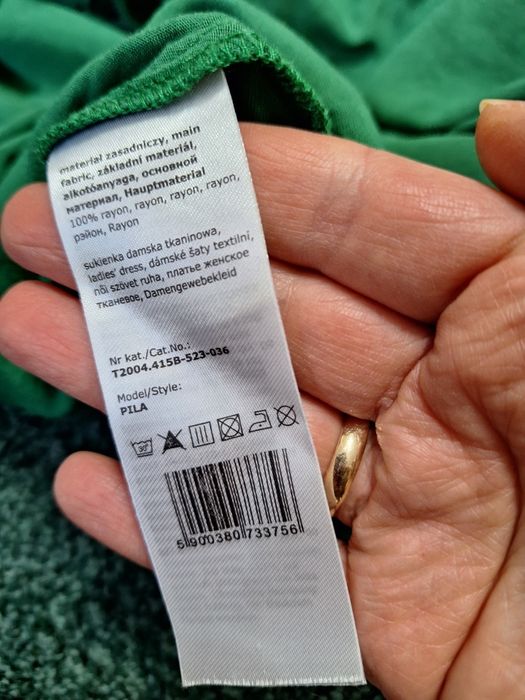 materiał zasadniczy, main
fabric, základní materiál,
alkotóanyaga, основной
материал, Hauptmaterial
100% rayon, rayon, rayon, rayon,
рэйон, Rayon
sukienka damska tkaninowa,
ladies' dress, dámské šaty textilní,
női szövet ruha, платье женское
тканевое, Damengewebekleid
Nr kat./Cat.No.:
T2004.415B-523-036
Model/Style:
PILA
30°
5 900380 733756